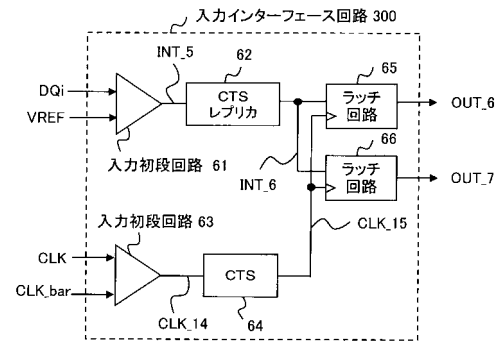 入力インターフェース回路 300
INT_5
62
65
DQi
VREF
CTS
レプリカ
ラッチ
回路
OUT_6
66
入力初段回路 61
INT_6
ラッチ
回路
OUT_7
入力初段回路 63
CLK_15
CLK
CTS
CLK_bar
CLK_14
64